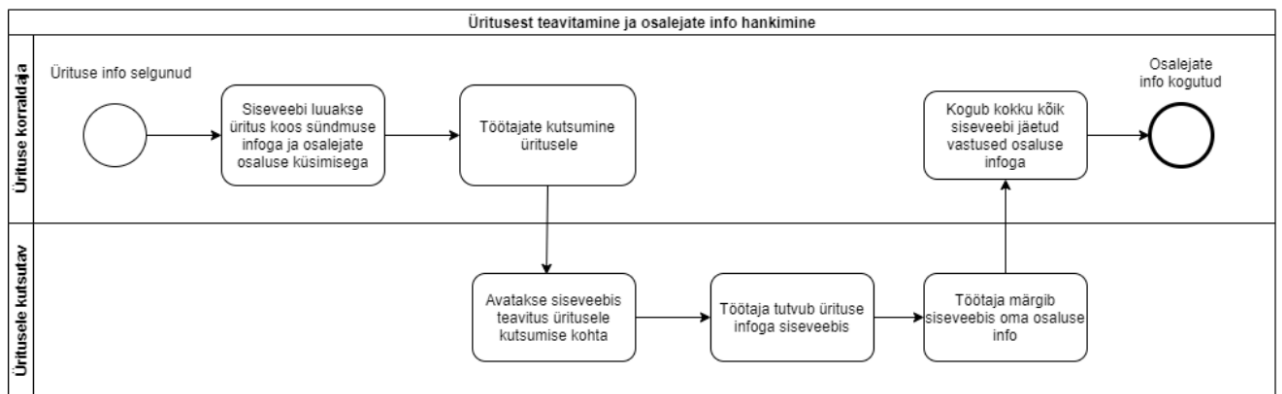 Üritusest teavitamine ja osalejate info hankimine
Ürituse korraldaja
Ürituse info selgunud
Siseveebi luuakse
üritus koos sündmuse
infoga ja osalejate
osaluse küsimisega
Töötajate kutsumine
üritusele
Kogub kokku kõik
siseveebi jäetud
vastused osaluse
infoga
Osalejate
info kogutud
Üritusele kutsutav
Avatakse siseveebis
teavitus üritusele
kutsumise kohta
Töötaja tutvub ürituse
infoga siseveebis
Töötaja märgib
siseveebis oma osaluse
info